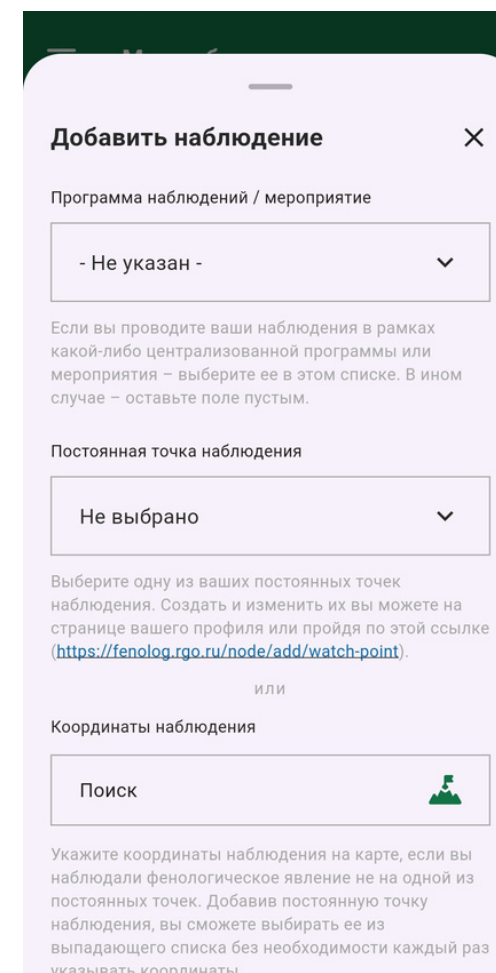 Добавить наблюдение
Программа наблюдений / мероприятие
- Не указан -
Если вы проводите ваши наблюдения в рамках
какой-либо централизованной программы или
мероприятия – выберите ее в этом списке. В ином
случае – оставьте поле пустым.
Постоянная точка наблюдения
Не выбрано
Выберите одну из ваших постоянных точек
наблюдения. Создать и изменить их вы можете на
странице вашего профиля или пройдя по этой ссылке
(https://fenolog.rgo.ru/node/add/watch-point).
или
Координаты наблюдения
Поиск
Укажите координаты наблюдения на карте, если вы
наблюдали фенологическое явление не на одной из
постоянных точек. Добавив постоянную точку
наблюдения, вы сможете выбирать ее из
выпадающего списка без необходимости каждый раз
указывать координаты